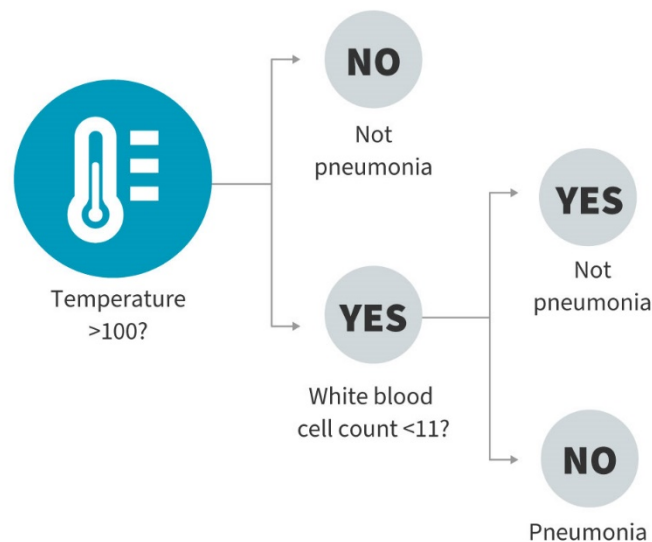 NO
Not
pneumonia
Temperature
>100?
YES
White blood
cell count <11?
YES
Not
pneumonia
NO
Pneumonia